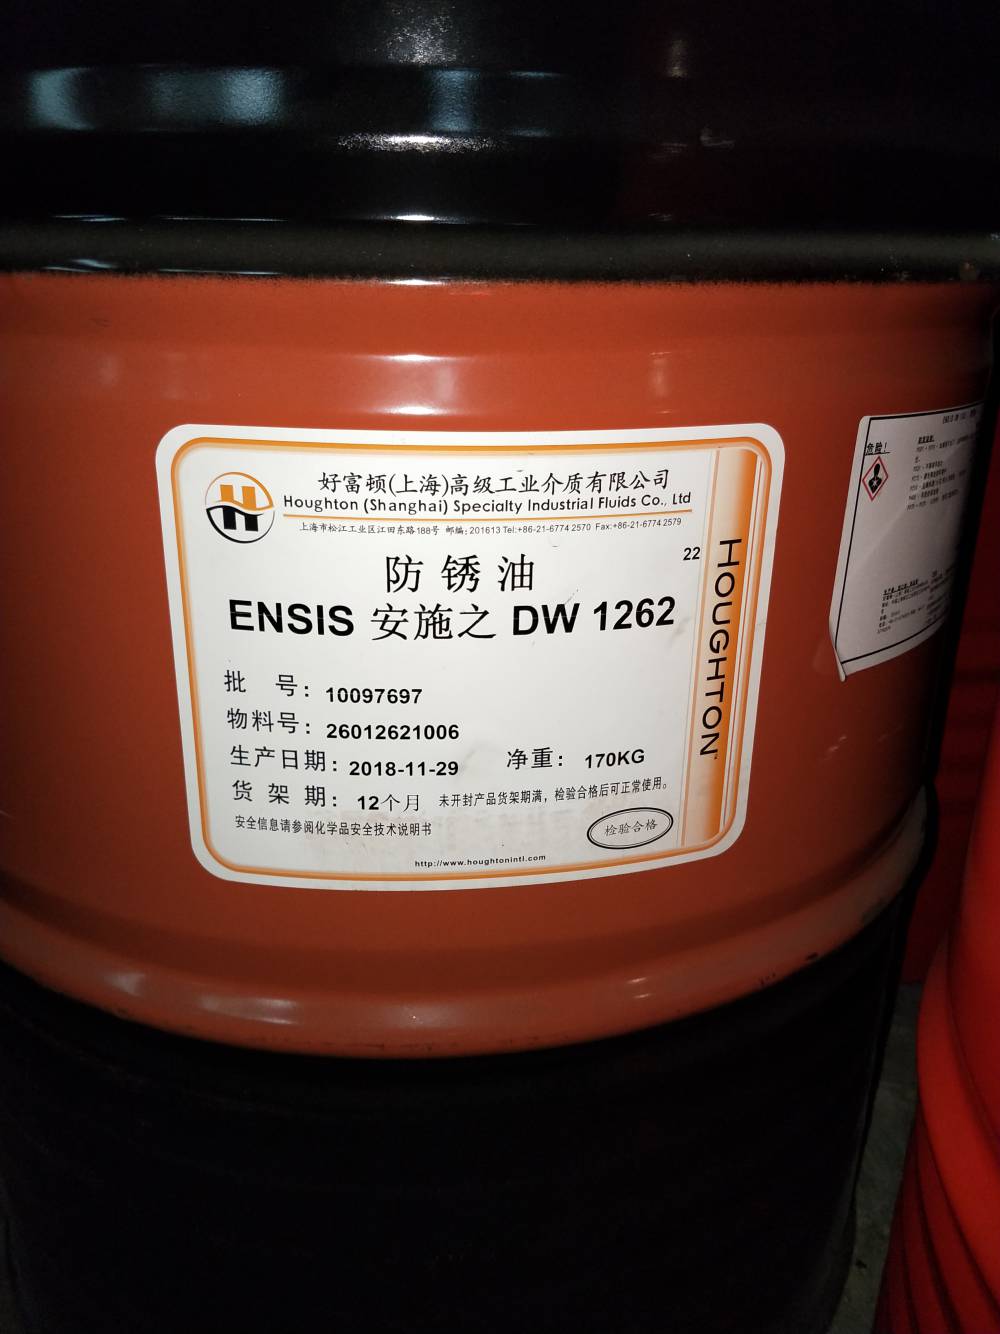 好富顿(上海)高级工业介质有限公司
Houghton (Shanghai) Specialty Industrial Fluids Co., Ltd
上海市松江工业区江田东路188号 邮编: 201613 Tel:+86-21-6774 2570 Fax:+86-21-6774 2579
22
防 锈 油
ENSIS 安施之 DW 1262
批 号: 10097697
物料号: 26012621006
生产日期: 2018-11-29 净重: 170KG
货 架 期: 12个月 未开封产品货架期满，检验合格后可正常使用。
安全信息请参阅化学品安全技术说明书
检验合格
http://www.houghtonintl.com
HOUGHTON™
危险!